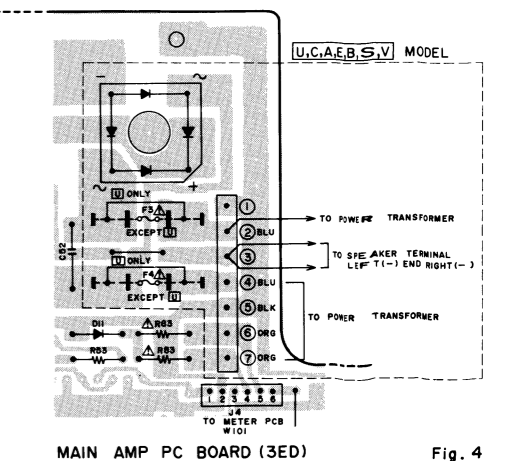 U,C,A,E,B,S,V MODEL
- ~
~ +
U ONLY
F3
EXCEPT U
C52
U ONLY
F4
EXCEPT U
1
2 BLU
3
4 BLU
5 BLK
6 ORG
7 ORG
TO POWER TRANSFORMER
TO SPEAKER TERMINAL
LEFT(-) END RIGHT(-)
TO POWER TRANSFORMER
D11 R63
R53 R63
1 2 3 4 5 6
J4
TO METER PCB
W101
MAIN AMP PC BOARD (3ED) Fig. 4